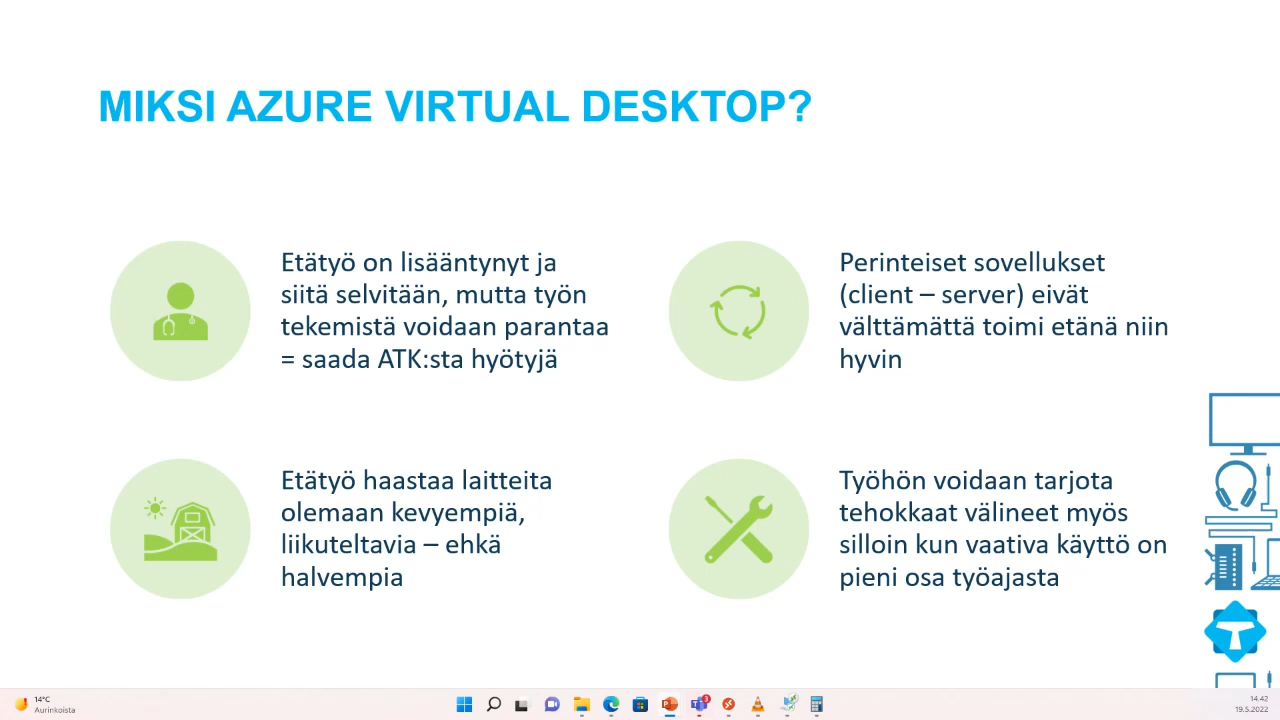 MIKSI AZURE VIRTUAL DESKTOP?
Etätyö on lisääntynyt ja
siitä selvitään, mutta työn
tekemistä voidaan parantaa
= saada ATK:sta hyötyjä
Perinteiset sovellukset
(client – server) eivät
välttämättä toimi etänä niin
hyvin
Etätyö haastaa laitteita
olemaan kevyempiä,
liikuteltavia – ehkä
halvempia
Työhön voidaan tarjota
tehokkaat välineet myös
silloin kun vaativa käyttö on
pieni osa työajasta
14°C
Aurinkoista
3
14.42
19.5.2022